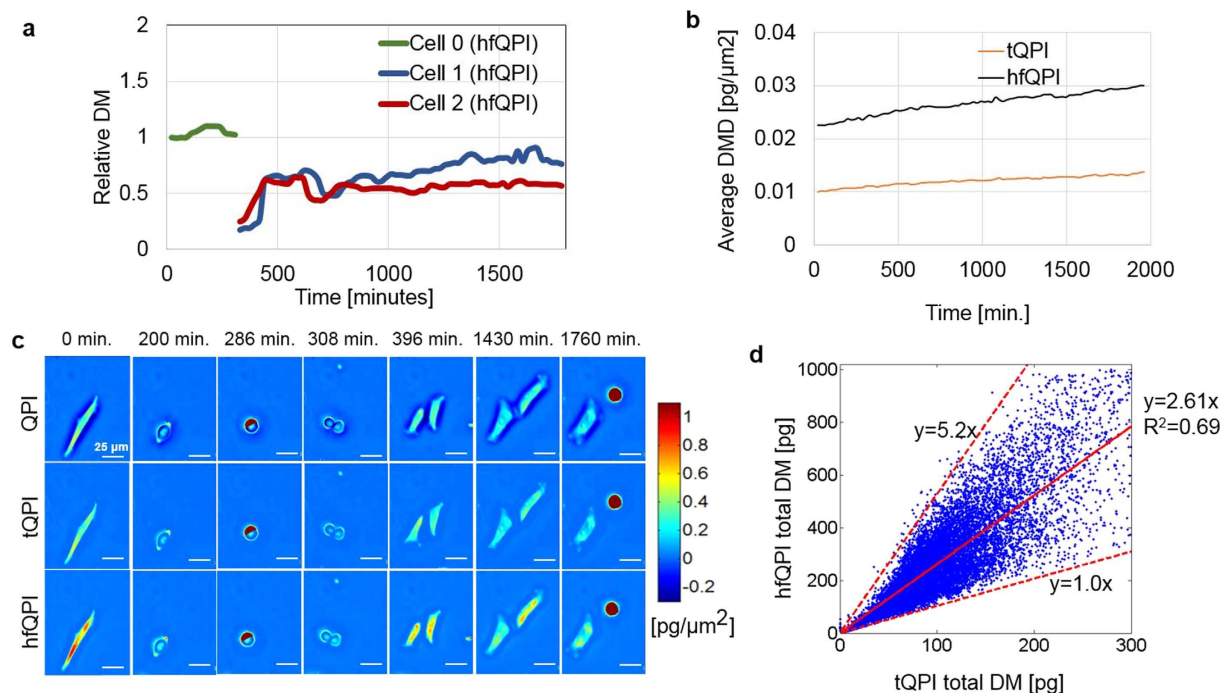 a
2
1.5
1
0.5
0
Relative DM
Cell 0 (hfQPI)
Cell 1 (hfQPI)
Cell 2 (hfQPI)
0 500 1000 1500
Time [minutes]
b
0.04
0.03
0.02
0.01
0
Average DMD [pg/µm2]
tQPI
hfQPI
0 500 1000 1500 2000
Time [min.]
c
0 min. 200 min. 286 min. 308 min. 396 min. 1430 min. 1760 min.
QPI
25 µm
tQPI
hfQPI
1
0.8
0.6
0.4
0.2
0
-0.2
[pg/µm²]
d
1000
800
600
400
200
0
hfQPI total DM [pg]
y=5.2x
y=2.61x
R²=0.69
y=1.0x
0 100 200 300
tQPI total DM [pg]